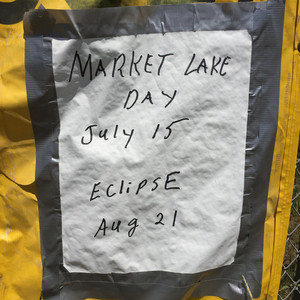 MARKET LAKE
DAY
July 15
EClipSE
Aug 21